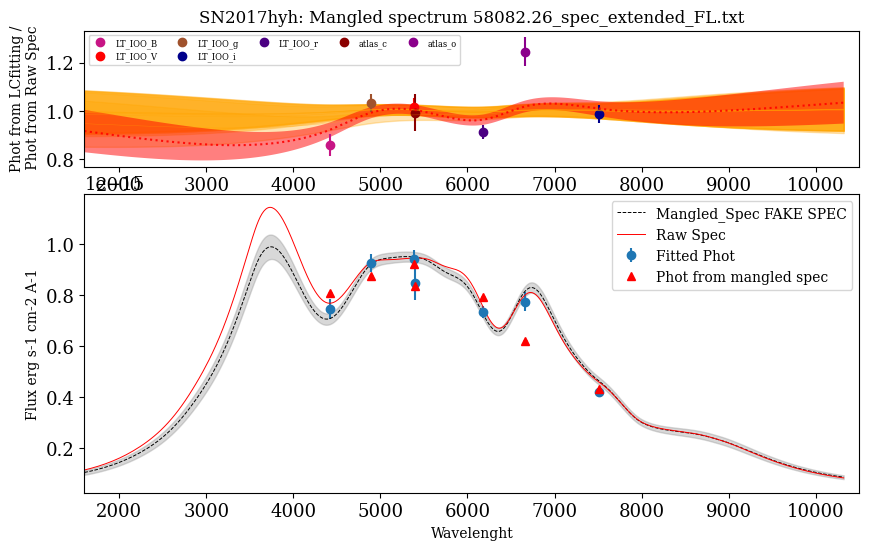 SN2017hyh: Mangled spectrum 58082.26_spec_extended_FL.txt
Phot from LCfitting /
Phot from Raw Spec
1.2
1.0
0.8
LT_IOO_B
LT_IOO_V
LT_IOO_g
LT_IOO_i
LT_IOO_r
atlas_c
atlas_o
2000 3000 4000 5000 6000 7000 8000 9000 10000
1e−15
Flux erg s-1 cm-2 A-1
1.0
0.8
0.6
0.4
0.2
Mangled_Spec FAKE SPEC
Raw Spec
Fitted Phot
Phot from mangled spec
2000 3000 4000 5000 6000 7000 8000 9000 10000
Wavelenght